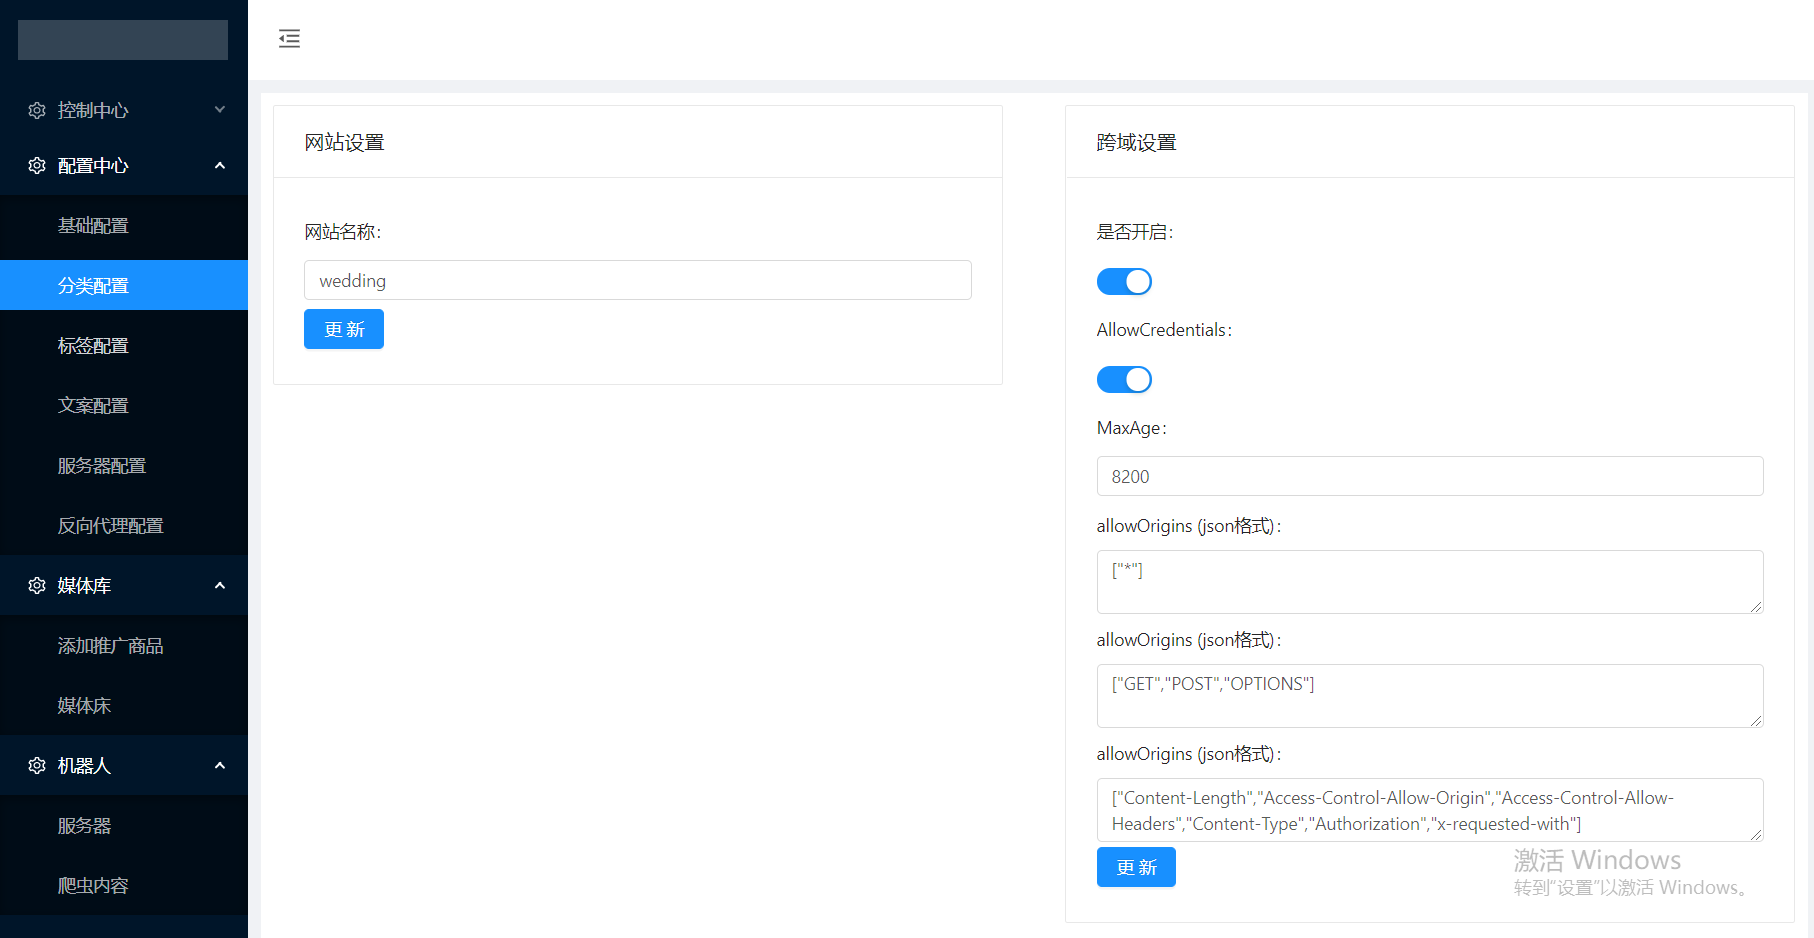 控制中心
配置中心
基础配置
分类配置
标签配置
文案配置
服务器配置
反向代理配置
媒体库
添加推广商品
媒体床
机器人
服务器
爬虫内容
网站设置
网站名称:
wedding
更新
跨域设置
是否开启:
AllowCredentials:
MaxAge:
8200
allowOrigins (json格式):
["*"]
allowOrigins (json格式):
["GET","POST","OPTIONS"]
allowOrigins (json格式):
["Content-Length","Access-Control-Allow-Origin","Access-Control-Allow-
Headers","Content-Type","Authorization","x-requested-with"]
更新
激活 Windows
转到"设置"以激活 Windows。